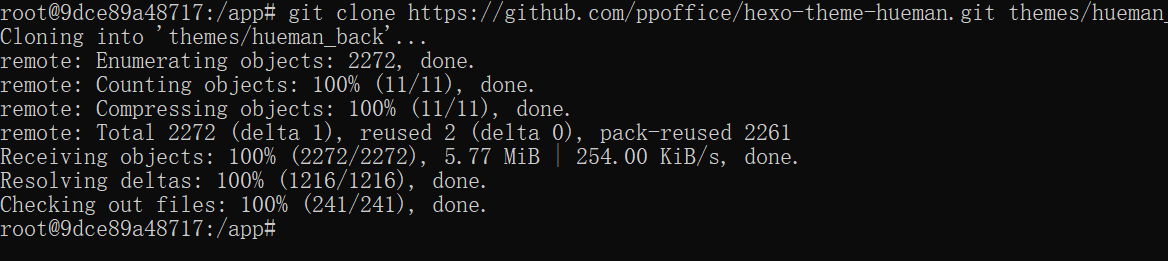 root@9dce89a48717:/app# git clone https://github.com/ppoffice/hexo-theme-hueman.git themes/hueman_
Cloning into 'themes/hueman_back'...
remote: Enumerating objects: 2272, done.
remote: Counting objects: 100% (11/11), done.
remote: Compressing objects: 100% (11/11), done.
remote: Total 2272 (delta 1), reused 2 (delta 0), pack-reused 2261
Receiving objects: 100% (2272/2272), 5.77 MiB | 254.00 KiB/s, done.
Resolving deltas: 100% (1216/1216), done.
Checking out files: 100% (241/241), done.
root@9dce89a48717:/app#